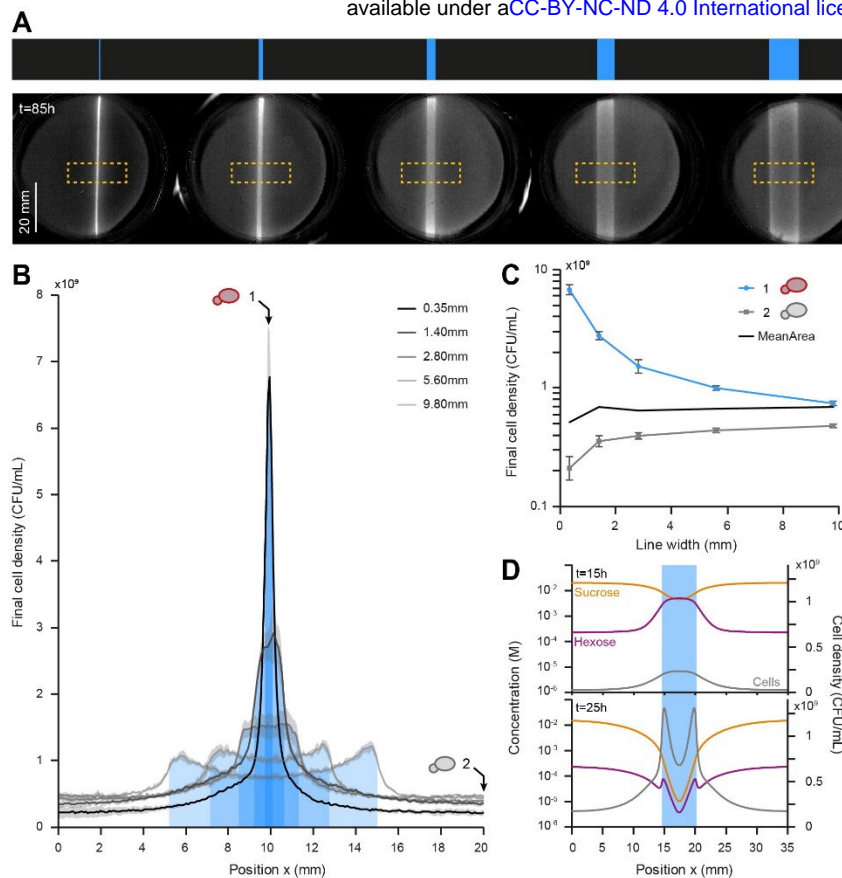 available under aCC-BY-NC-ND 4.0 International lice
A
t=85h
20 mm
B
x10⁹
8
7
6
5
4
3
2
1
0
Final cell density (CFU/mL)
0 2 4 6 8 10 12 14 16 18 20
Position x (mm)
1
2
0.35mm
1.40mm
2.80mm
5.60mm
9.80mm
C
x10⁹
10
1
0.1
Final cell density (CFU/mL)
0 2 4 6 8 10
Line width (mm)
1
2
MeanArea
D
x10⁹
t=15h
Sucrose
Hexose
Cells
10⁻²
10⁻³
10⁻⁴
10⁻⁵
10⁻⁶
1
0.5
0
t=25h
x10⁹
10⁻²
10⁻³
10⁻⁴
10⁻⁵
10⁻⁸
1
0.5
0
Concentration (M)
Cell density (CFU/mL)
0 5 10 15 20 25 30 35
Position x (mm)